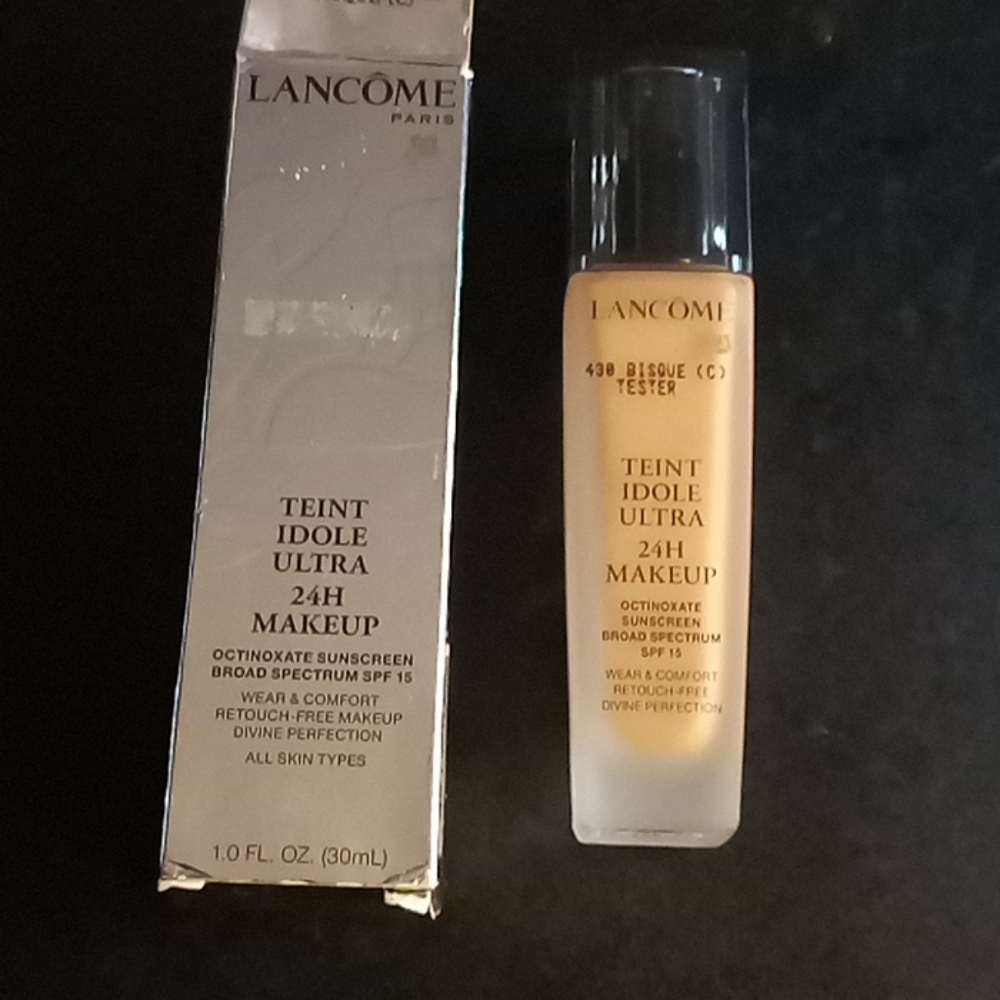 LANCÔME
PARIS
TEINT
IDOLE
ULTRA
24H
MAKEUP
OCTINOXATE SUNSCREEN
BROAD SPECTRUM SPF 15
WEAR & COMFORT
RETOUCH-FREE MAKEUP
DIVINE PERFECTION
ALL SKIN TYPES
1.0 FL. OZ. (30mL)
LANCÔME
430 BISQUE (C)
TESTER
TEINT
IDOLE
ULTRA
24H
MAKEUP
OCTINOXATE
SUNSCREEN
BROAD SPECTRUM
SPF 15
WEAR & COMFORT
RETOUCH-FREE
DIVINE PERFECTION